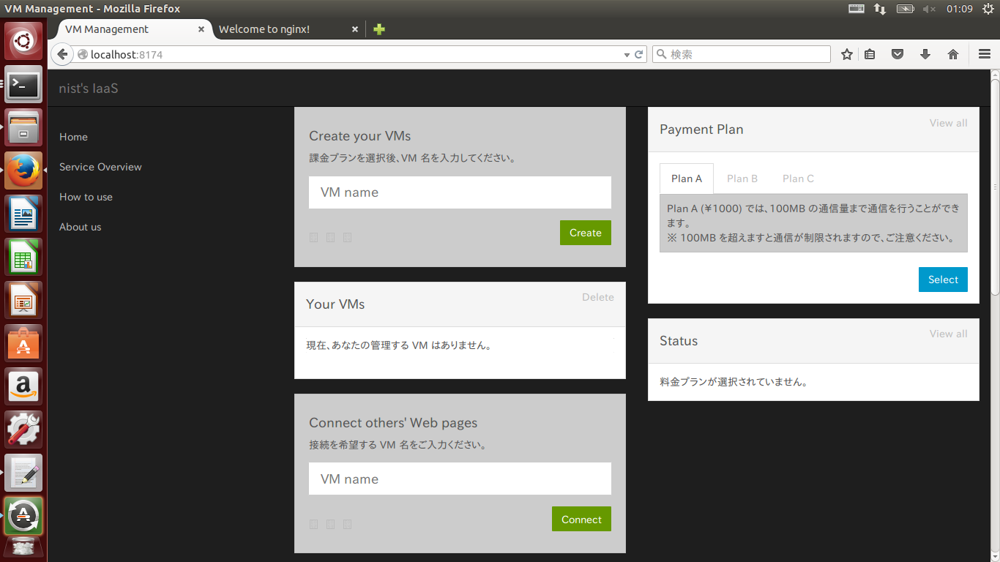 VM Management - Mozilla Firefox
01:09
VM Management
Welcome to nginx!
localhost:8174
検索
nist's IaaS
Home
Service Overview
How to use
About us
Create your VMs
課金プランを選択後、VM 名を入力してください。
VM name
Create
Your VMs
Delete
現在、あなたの管理する VM はありません。
Connect others' Web pages
接続を希望する VM 名をご入力ください。
VM name
Connect
Payment Plan
View all
Plan A
Plan B
Plan C
Plan A (¥1000) では、100MB の通信量まで通信を行うことができ
ます。
※ 100MB を超えますと通信が制限されますので、ご注意ください。
Select
Status
View all
料金プランが選択されていません。